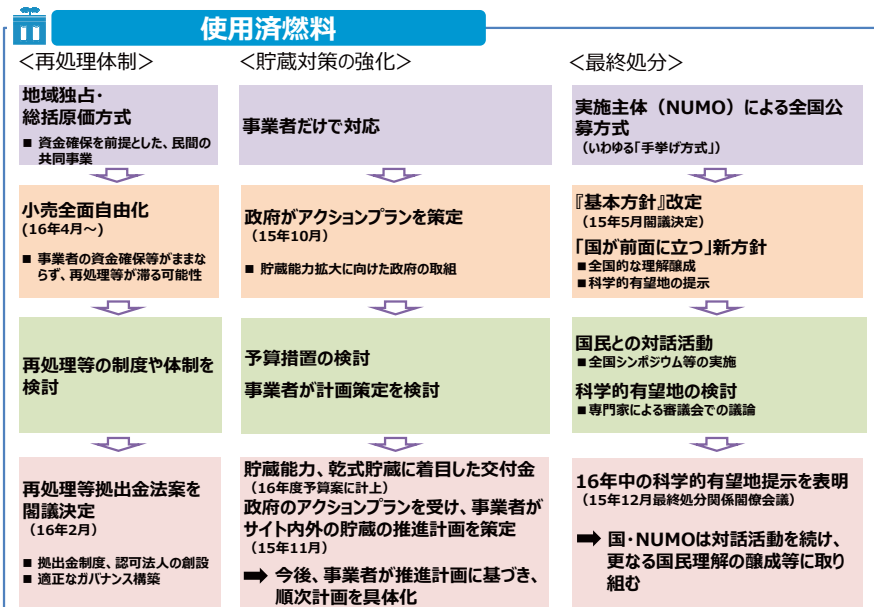 使用済燃料
＜再処理体制＞
地域独占・
総括原価方式
■ 資金確保を前提とした、民間の
共同事業
小売全面自由化
(16年4月～)
■ 事業者の資金確保等がままな
らず、再処理等が滞る可能性
再処理等の制度や体制を
検討
再処理等拠出金法案を
閣議決定
（16年2月）
■ 拠出金制度、認可法人の創設
■ 適正なガバナンス構築
＜貯蔵対策の強化＞
事業者だけで対応
政府がアクションプランを策定
（15年10月）
■ 貯蔵能力拡大に向けた政府の取組
予算措置の検討
事業者が計画策定を検討
貯蔵能力、乾式貯蔵に着目した交付金
（16年度予算案に計上）
政府のアクションプランを受け、事業者が
サイト内外の貯蔵の推進計画を策定
（15年11月）
➡ 今後、事業者が推進計画に基づき、
順次計画を具体化
＜最終処分＞
実施主体（NUMO）による全国公
募方式
（いわゆる「手挙げ方式」）
『基本方針』改定
（15年5月閣議決定）
「国が前面に立つ」新方針
■全国的な理解醸成
■科学的有望地の提示
国民との対話活動
■全国シンポジウム等の実施
科学的有望地の検討
■専門家による審議会での議論
16年中の科学的有望地提示を表明
（15年12月最終処分関係閣僚会議）
➡ 国・NUMOは対話活動を続け、
更なる国民理解の醸成等に取り
組む